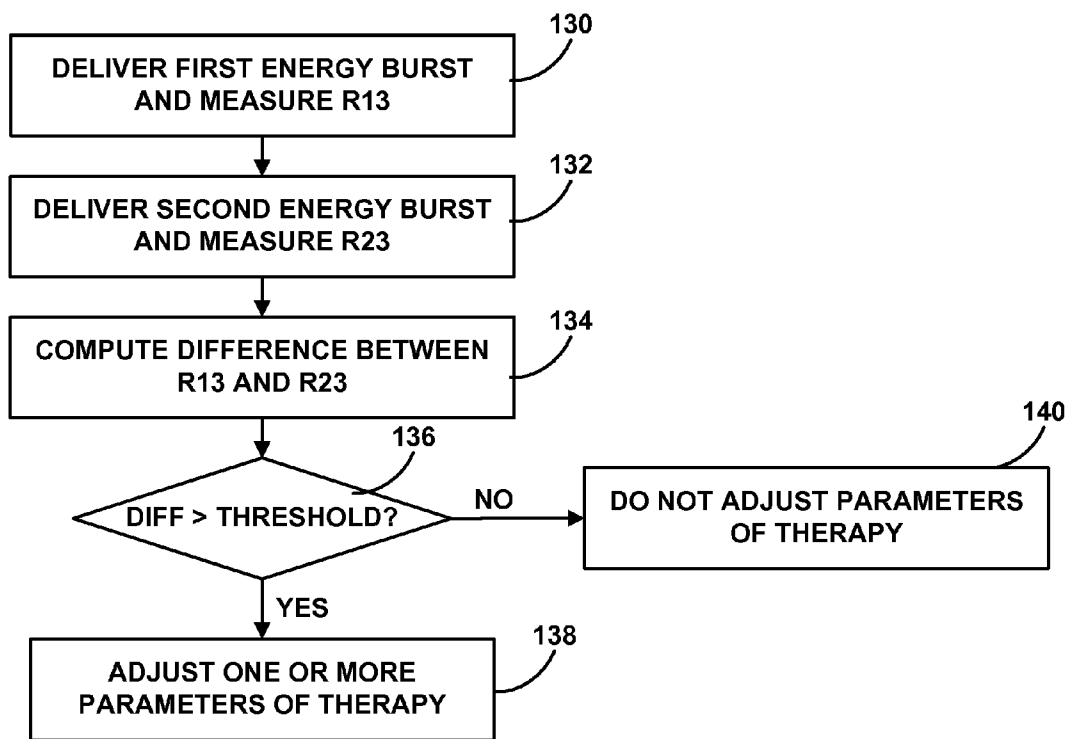 130
DELIVER FIRST ENERGY BURST
AND MEASURE R13
132
DELIVER SECOND ENERGY BURST
AND MEASURE R23
134
COMPUTE DIFFERENCE BETWEEN
R13 AND R23
136
DIFF > THRESHOLD?
NO
140
DO NOT ADJUST PARAMETERS
OF THERAPY
YES
138
ADJUST ONE OR MORE
PARAMETERS OF THERAPY